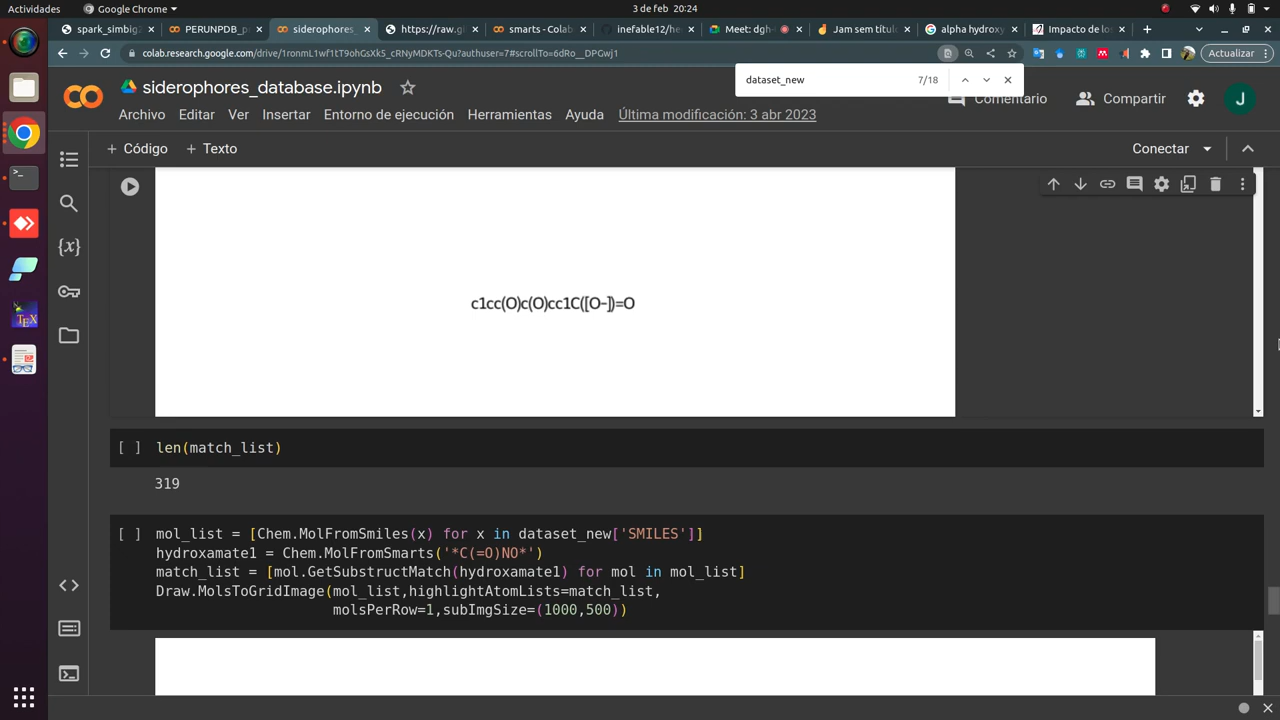 Actividades
Google Chrome
3 de feb 20:24
spark_simbig
PERUNPDB_p
siderophores_
https://raw.gi
smarts - Colab
inefable12/he
Meet: dgh-
Jam sem títul
alpha hydroxy
Impacto de lo
colab.research.google.com/drive/1ronmL1wf1tT9ohGsXk5_cRNyMDKTs-Qu?authuser=7#scrollTo=6dRo__DPGwj1
Actualizar
dataset_new
7/18
siderophores_database.ipynb
Archivo
Editar
Ver
Insertar
Entorno de ejecución
Herramientas
Ayuda
Última modificación: 3 abr 2023
Comentario
Compartir
J
+ Código
+ Texto
Conectar
c1cc(O)c(O)cc1C([O-])=O
[ ] len(match_list)
319
[ ] mol_list = [Chem.MolFromSmiles(x) for x in dataset_new['SMILES']]
hydroxamate1 = Chem.MolFromSmarts('*C(=O)NO*')
match_list = [mol.GetSubstructMatch(hydroxamate1) for mol in mol_list]
Draw.MolsToGridImage(mol_list,highlightAtomLists=match_list,
molsPerRow=1,subImgSize=(1000,500))